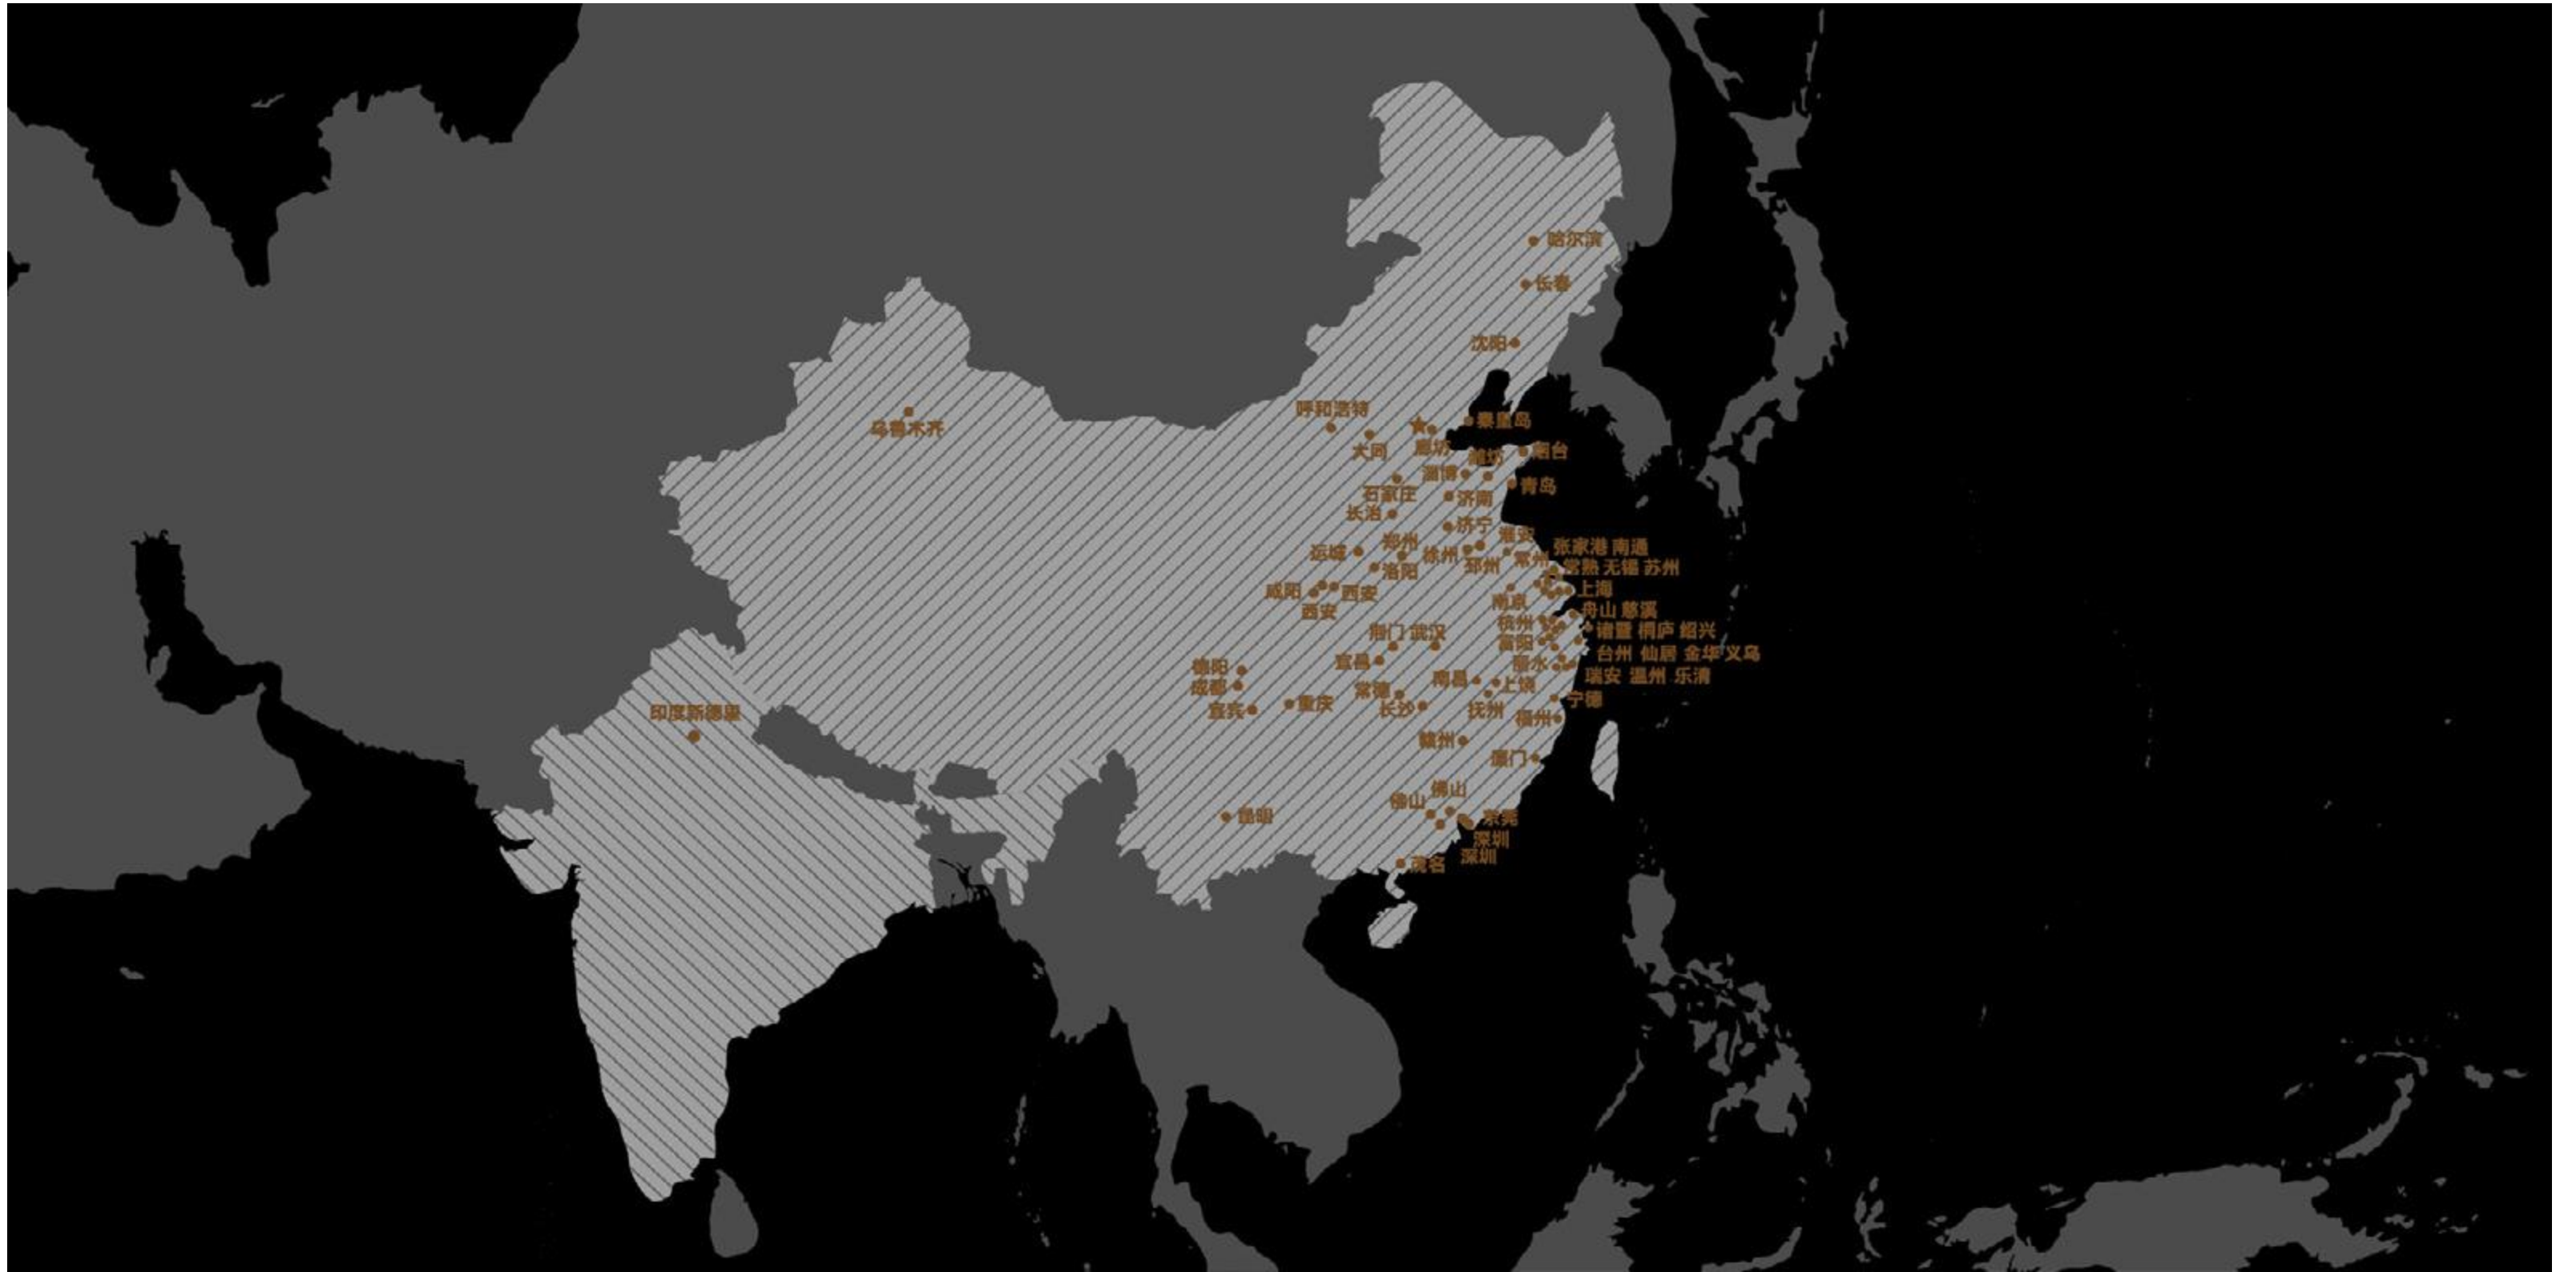 哈尔滨
长春
沈阳
呼和浩特
秦皇岛
乌鲁木齐
大同
廊坊
潍坊
烟台
淄博
青岛
石家庄
济南
长治
济宁
淮安
郑州
张家港 南通
运城
徐州
常州
邳州
常熟 无锡 苏州
洛阳
咸阳
西安
上海
西安
南京
舟山 慈溪
杭州
诸暨 桐庐 绍兴
荆门 武汉
富阳
台州 仙居 金华 义乌
宜昌
丽水
德阳
瑞安 温州 乐清
南昌
上饶
成都
常德
宁德
重庆
宜宾
长沙
抚州
印度新德里
福州
赣州
厦门
佛山
佛山
昆明
东莞
深圳
深圳
茂名